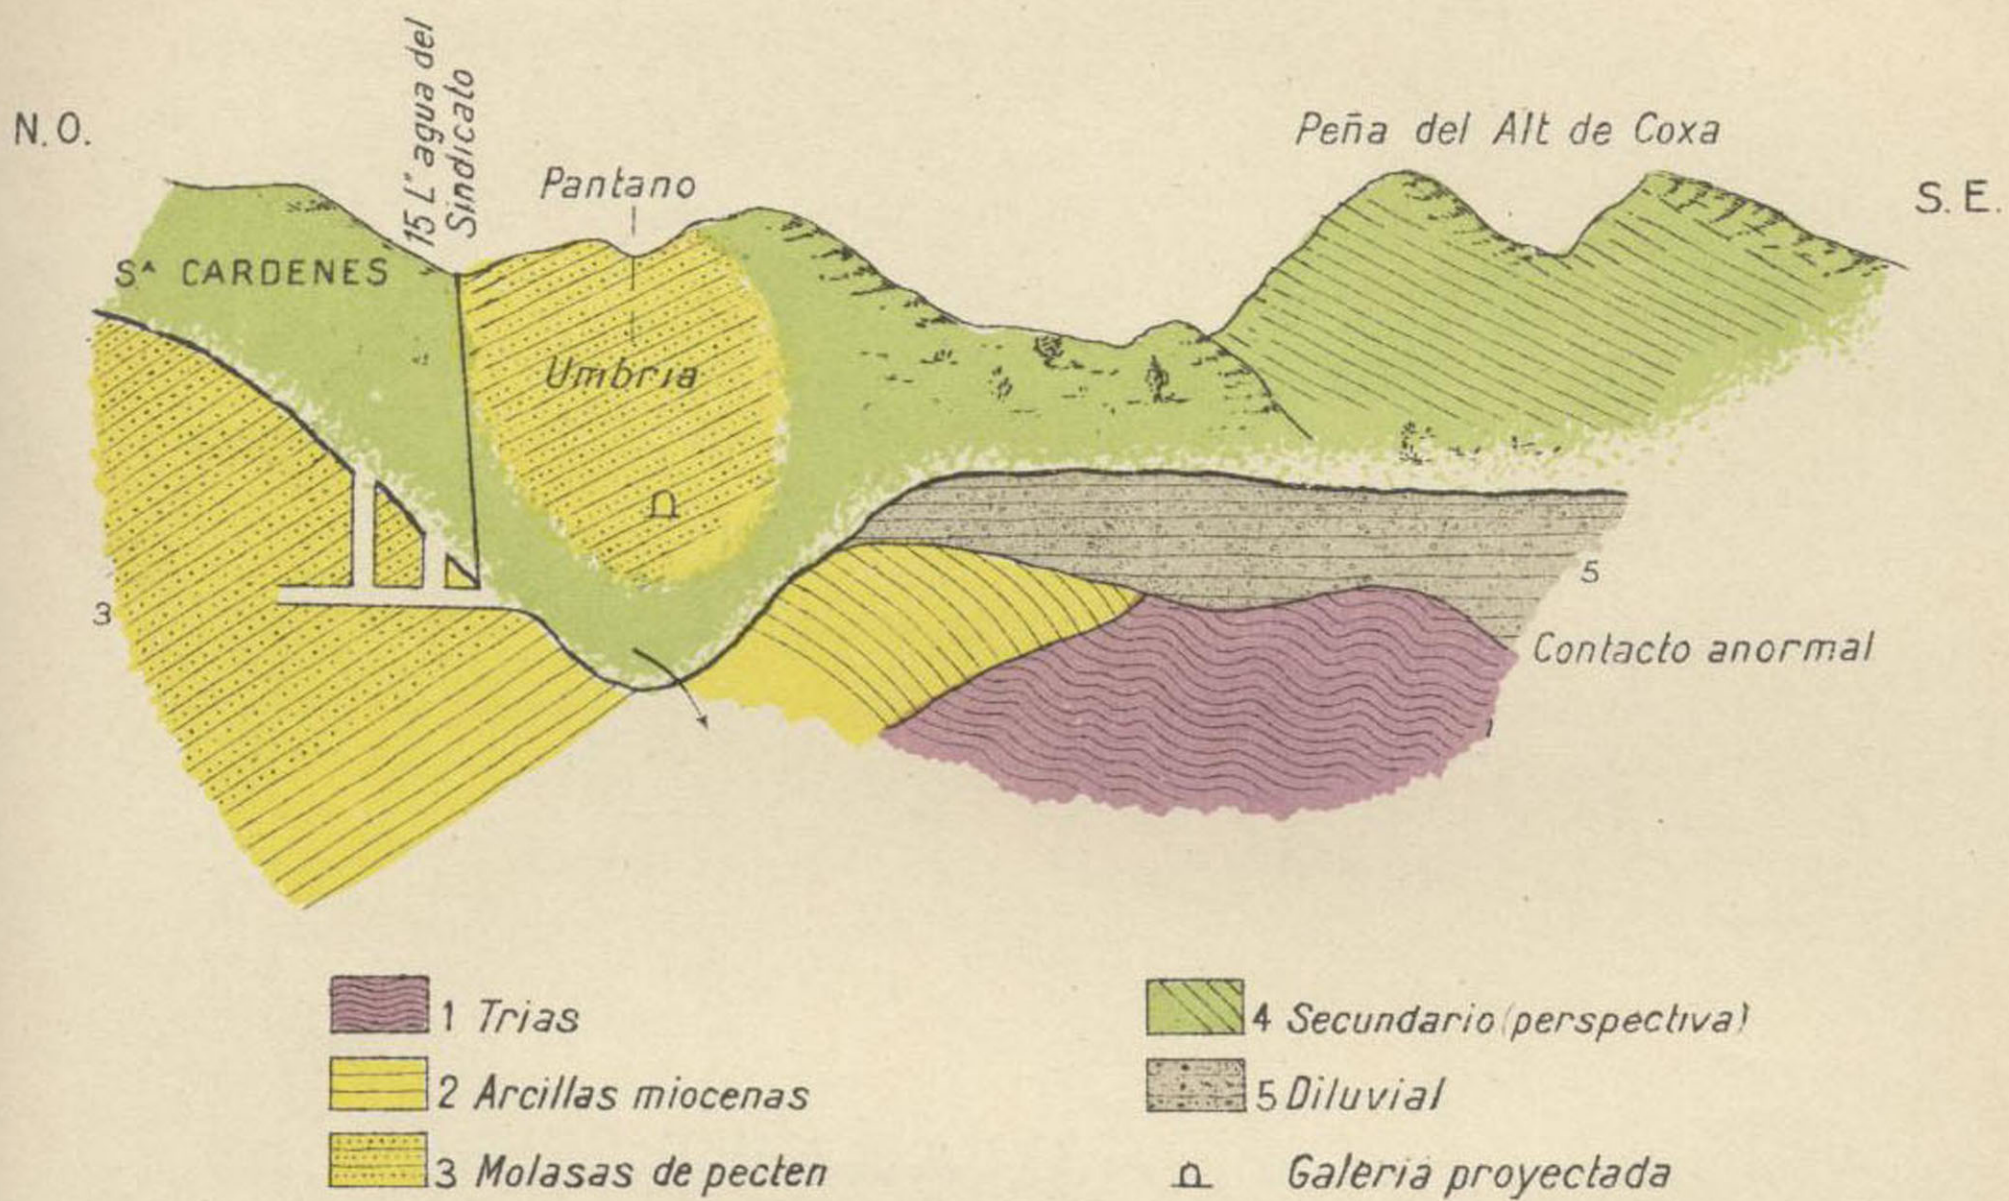 N.O.
15 L" agua del
Sindicato
Pantano
Peña del Alt de Coxa
S.E.
Sᴬ CARDENES
Umbria
3
5
Contacto anormal
1 Trias
2 Arcillas miocenas
3 Molasas de pecten
4 Secundario (perspectiva)
5 Diluvial
Galeria proyectada